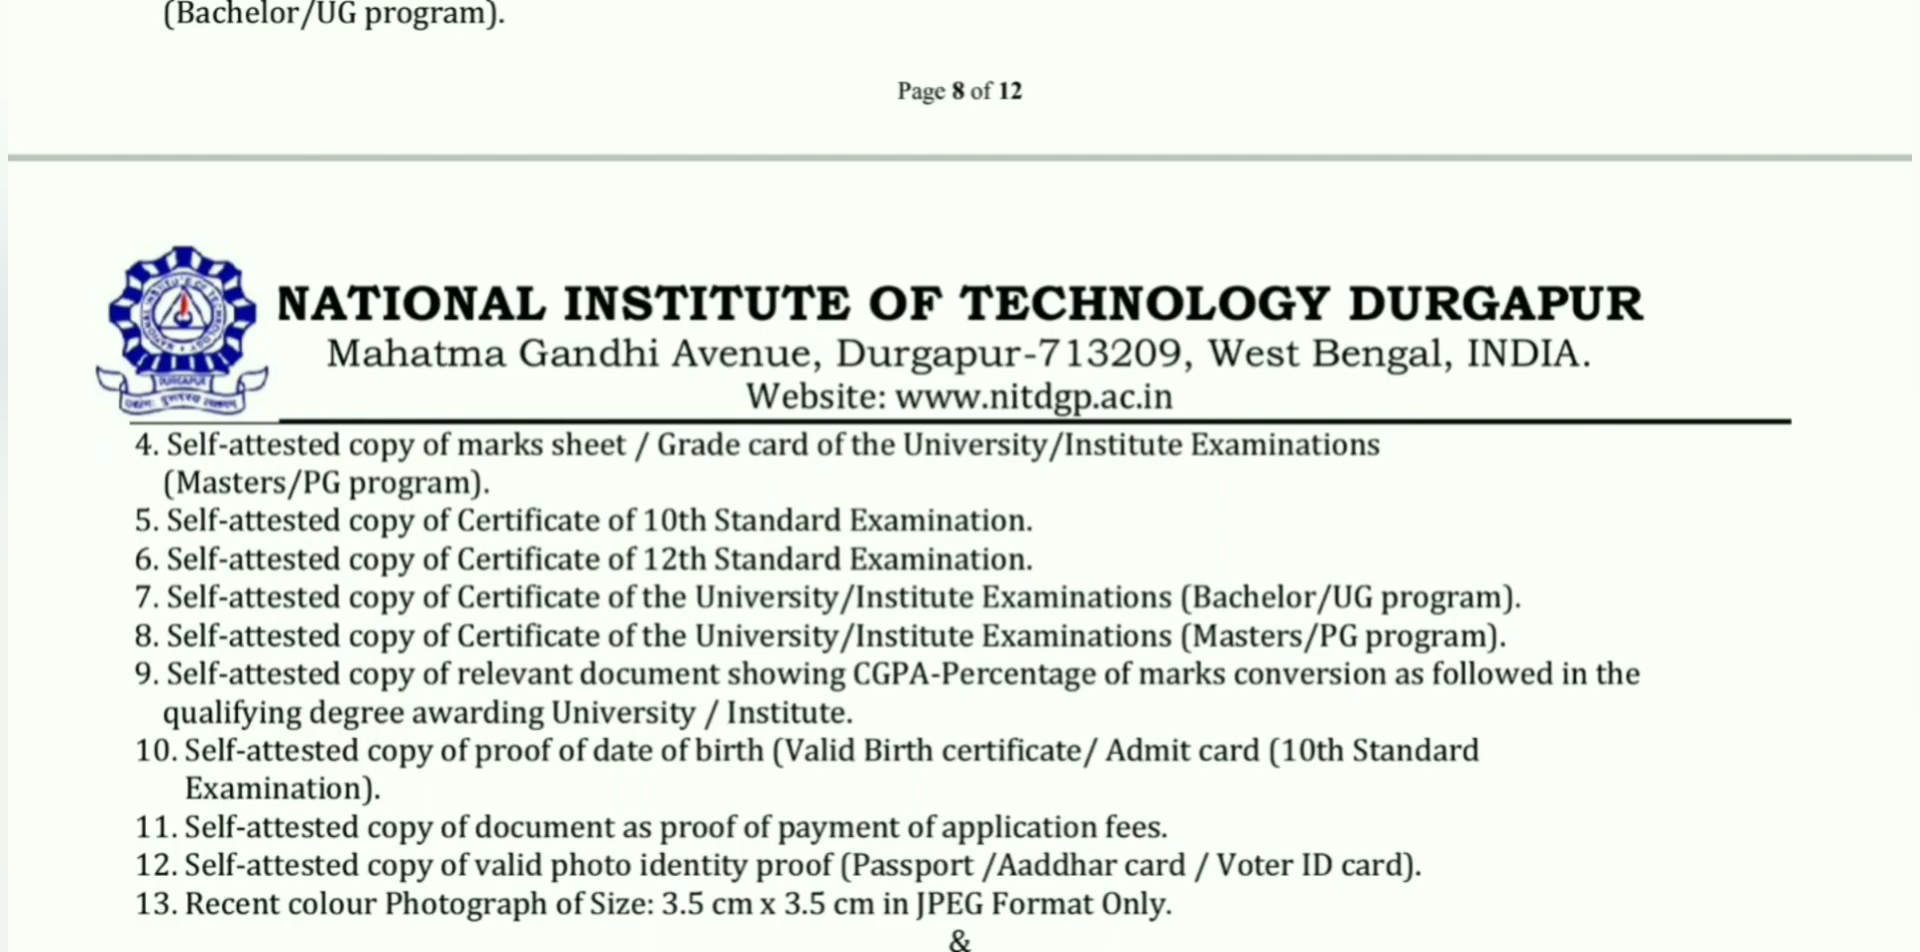 (Bachelor/UG program).
Page 8 of 12
NATIONAL INSTITUTE OF TECHNOLOGY DURGAPUR
Mahatma Gandhi Avenue, Durgapur-713209, West Bengal, INDIA.
Website: www.nitdgp.ac.in
DURGAPUR
4. Self-attested copy of marks sheet / Grade card of the University/Institute Examinations
(Masters/PG program).
5. Self-attested copy of Certificate of 10th Standard Examination.
6. Self-attested copy of Certificate of 12th Standard Examination.
7. Self-attested copy of Certificate of the University/Institute Examinations (Bachelor/UG program).
8. Self-attested copy of Certificate of the University/Institute Examinations (Masters/PG program).
9. Self-attested copy of relevant document showing CGPA-Percentage of marks conversion as followed in the
qualifying degree awarding University / Institute.
10. Self-attested copy of proof of date of birth (Valid Birth certificate/ Admit card (10th Standard
Examination).
11. Self-attested copy of document as proof of payment of application fees.
12. Self-attested copy of valid photo identity proof (Passport /Aaddhar card / Voter ID card).
13. Recent colour Photograph of Size: 3.5 cm x 3.5 cm in JPEG Format Only.
&